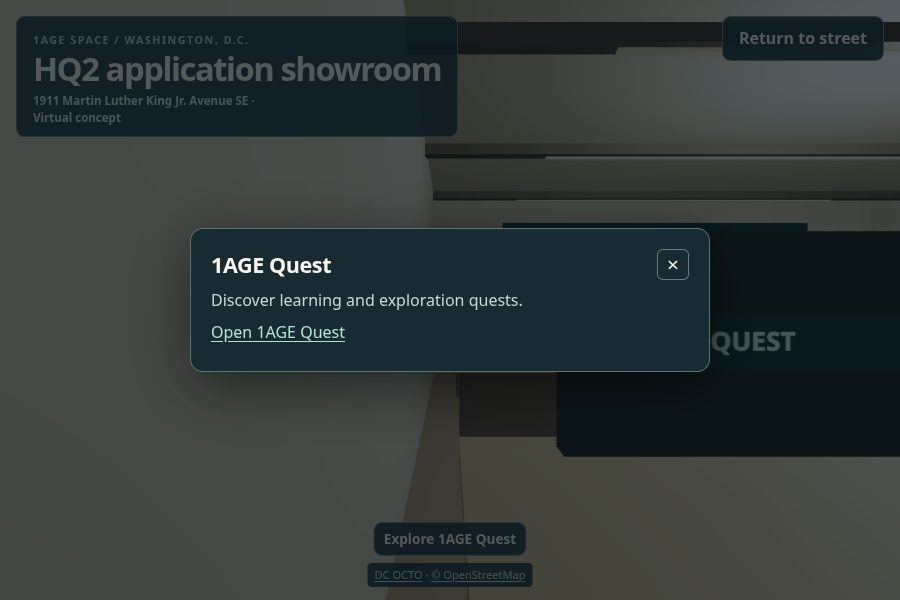 1AGE SPACE / WASHINGTON, D.C.
HQ2 application showroom
1911 Martin Luther King Jr. Avenue SE ·
Virtual concept
Return to street
1AGE Quest
✕
Discover learning and exploration quests.
Open 1AGE Quest
QUEST
Explore 1AGE Quest
DC OCTO · © OpenStreetMap